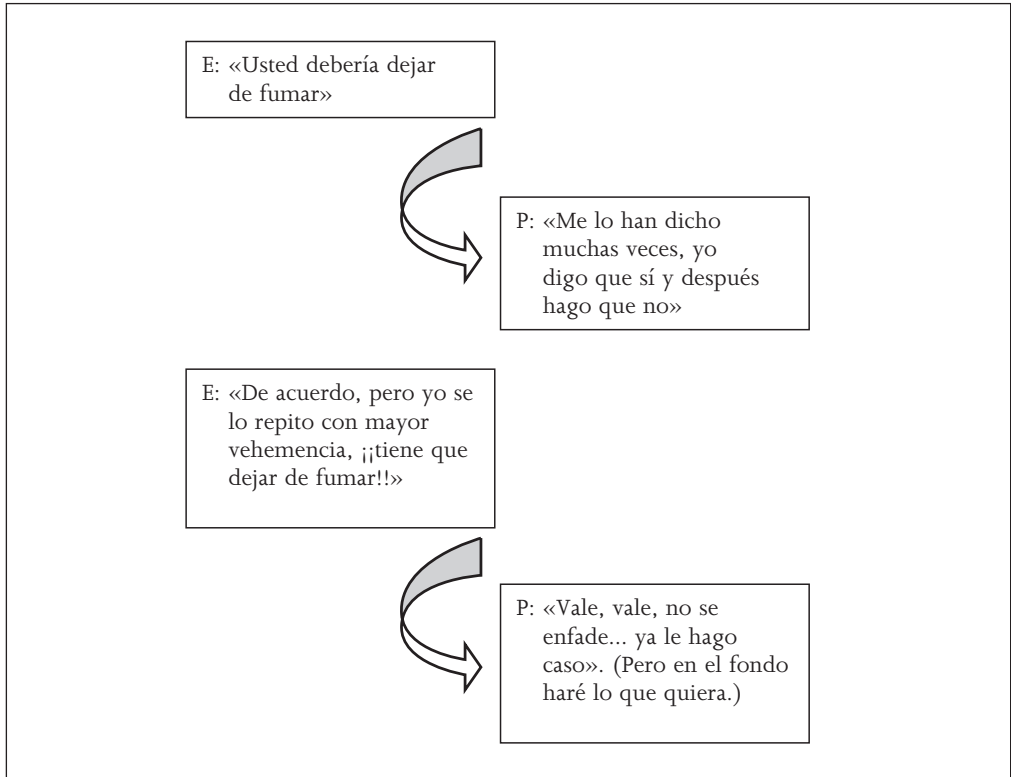 E: «Usted debería dejar
de fumar»
P: «Me lo han dicho
muchas veces, yo
digo que sí y después
hago que no»
E: «De acuerdo, pero yo se
lo repito con mayor
vehemencia, ¡¡tiene que
dejar de fumar!!»
P: «Vale, vale, no se
enfade... ya le hago
caso». (Pero en el fondo
haré lo que quiera.)